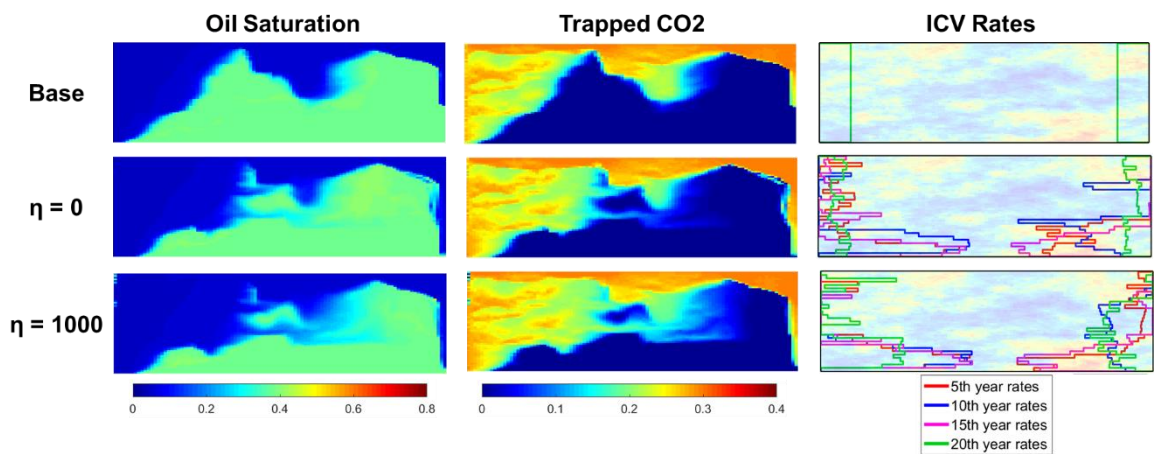 Oil Saturation Trapped CO2 ICV Rates
Base
η = 0
η = 1000
0 0.2 0.4 0.6 0.8 0 0.1 0.2 0.3 0.4
5th year rates
10th year rates
15th year rates
20th year rates